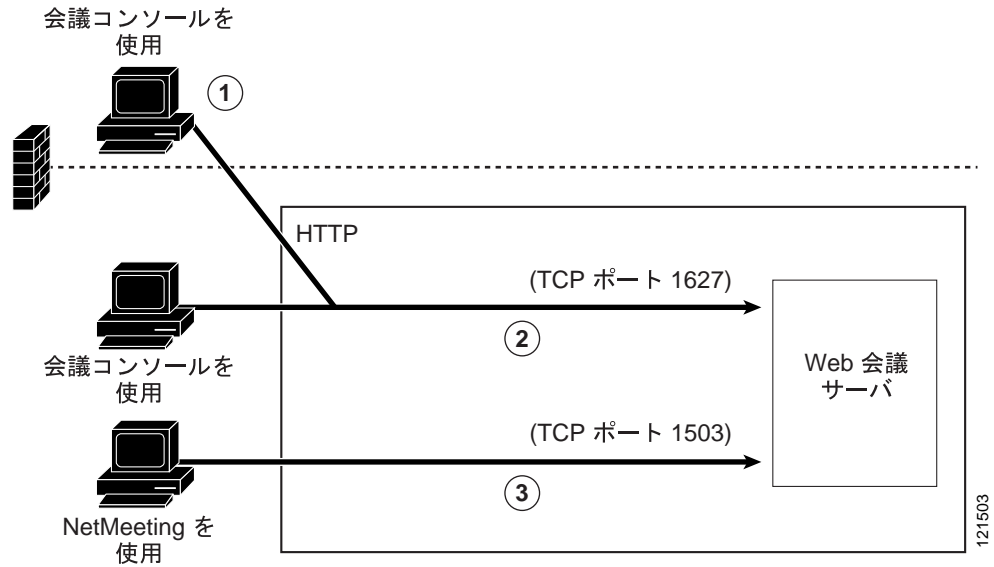 会議コンソールを
使用
1
HTTP
(TCP ポート 1627)
2
会議コンソールを
使用
Web 会議
サーバ
(TCP ポート 1503)
3
NetMeeting を
使用
121503